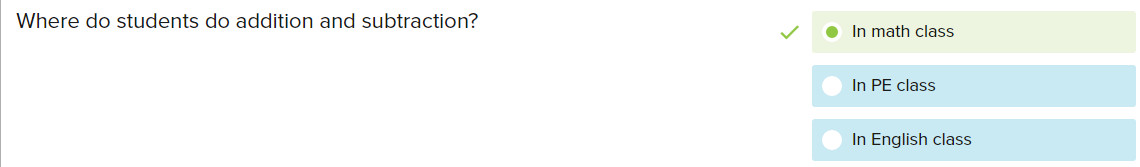 Where do students do addition and subtraction?
In math class
In PE class
In English class